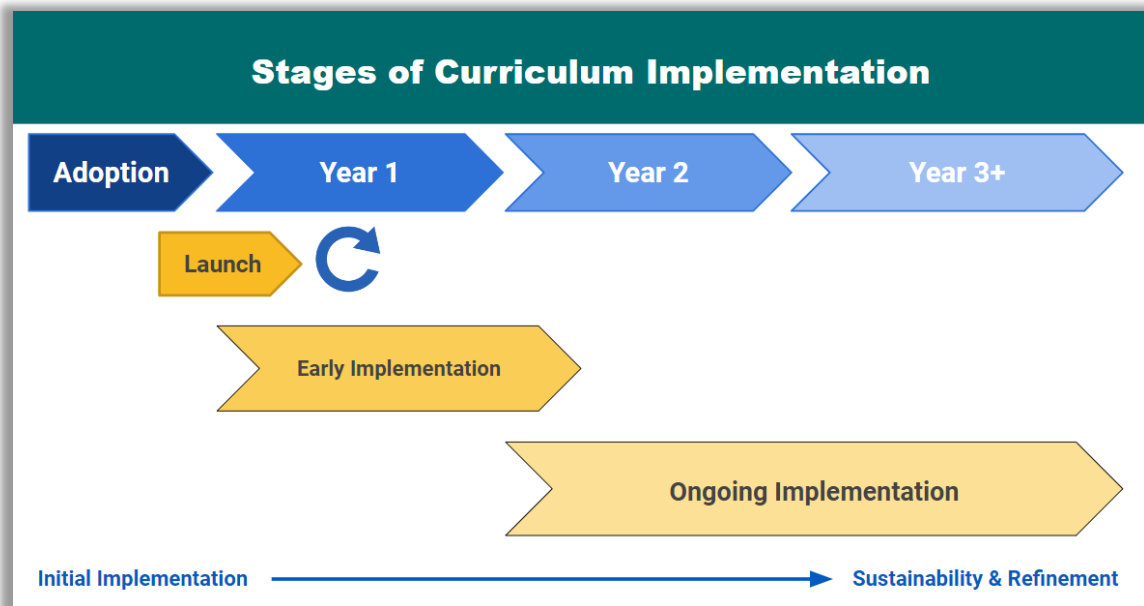 Stages of Curriculum Implementation
Adoption
Year 1
Year 2
Year 3+
Launch
Early Implementation
Ongoing Implementation
Initial Implementation
Sustainability & Refinement